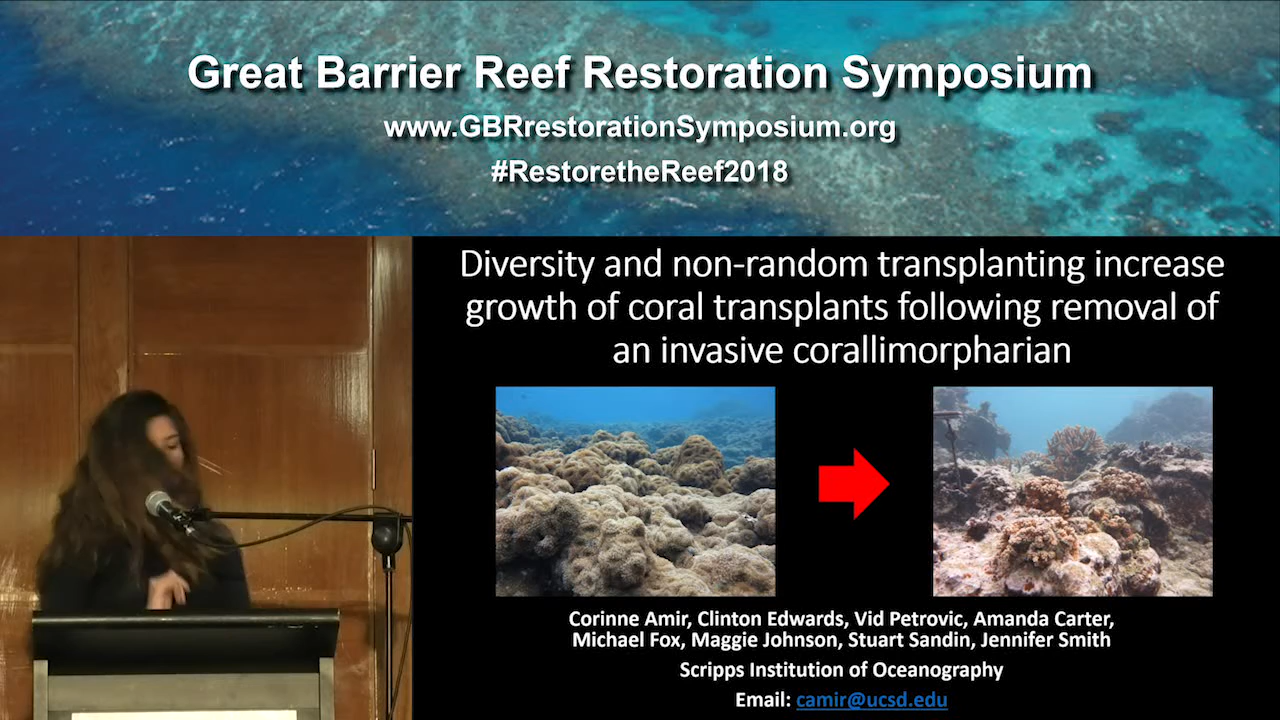 Great Barrier Reef Restoration Symposium
www.GBRrestorationSymposium.org
#RestoretheReef2018
Diversity and non-random transplanting increase
growth of coral transplants following removal of
an invasive corallimorpharian
Corinne Amir, Clinton Edwards, Vid Petrovic, Amanda Carter,
Michael Fox, Maggie Johnson, Stuart Sandin, Jennifer Smith
Scripps Institution of Oceanography
Email: camir@ucsd.edu